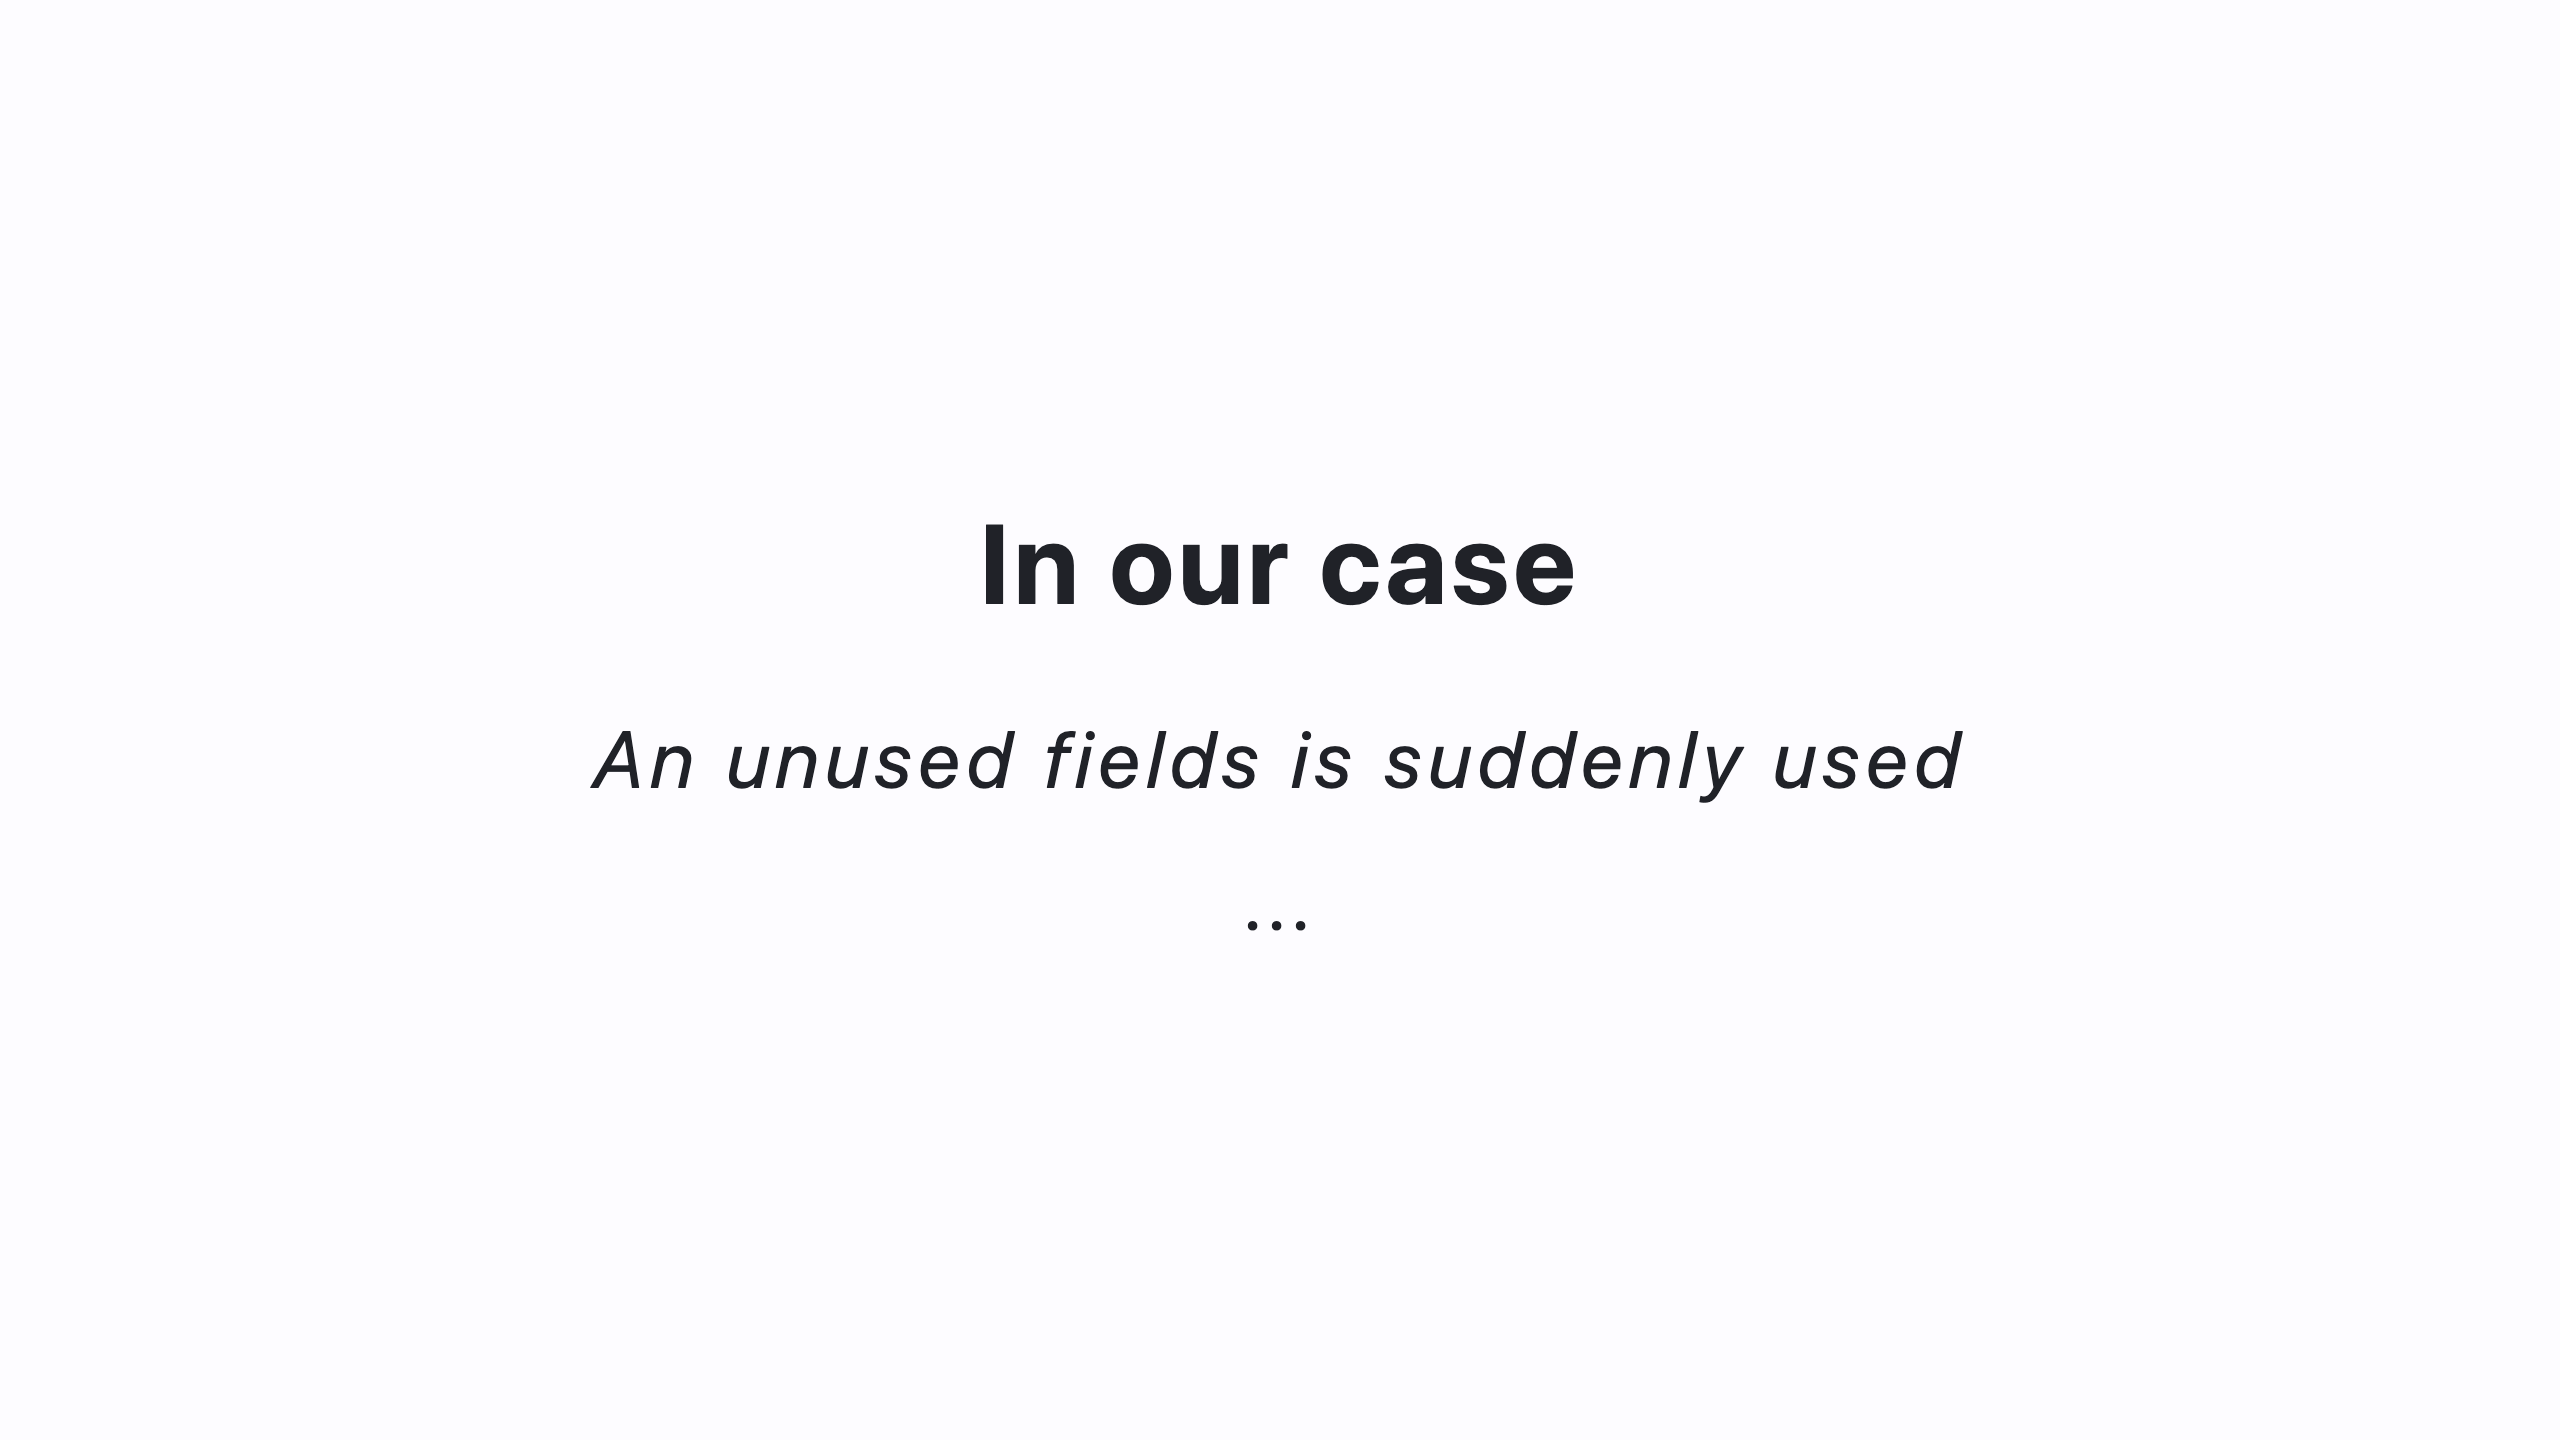 In our case
An unused fields is suddenly used
...